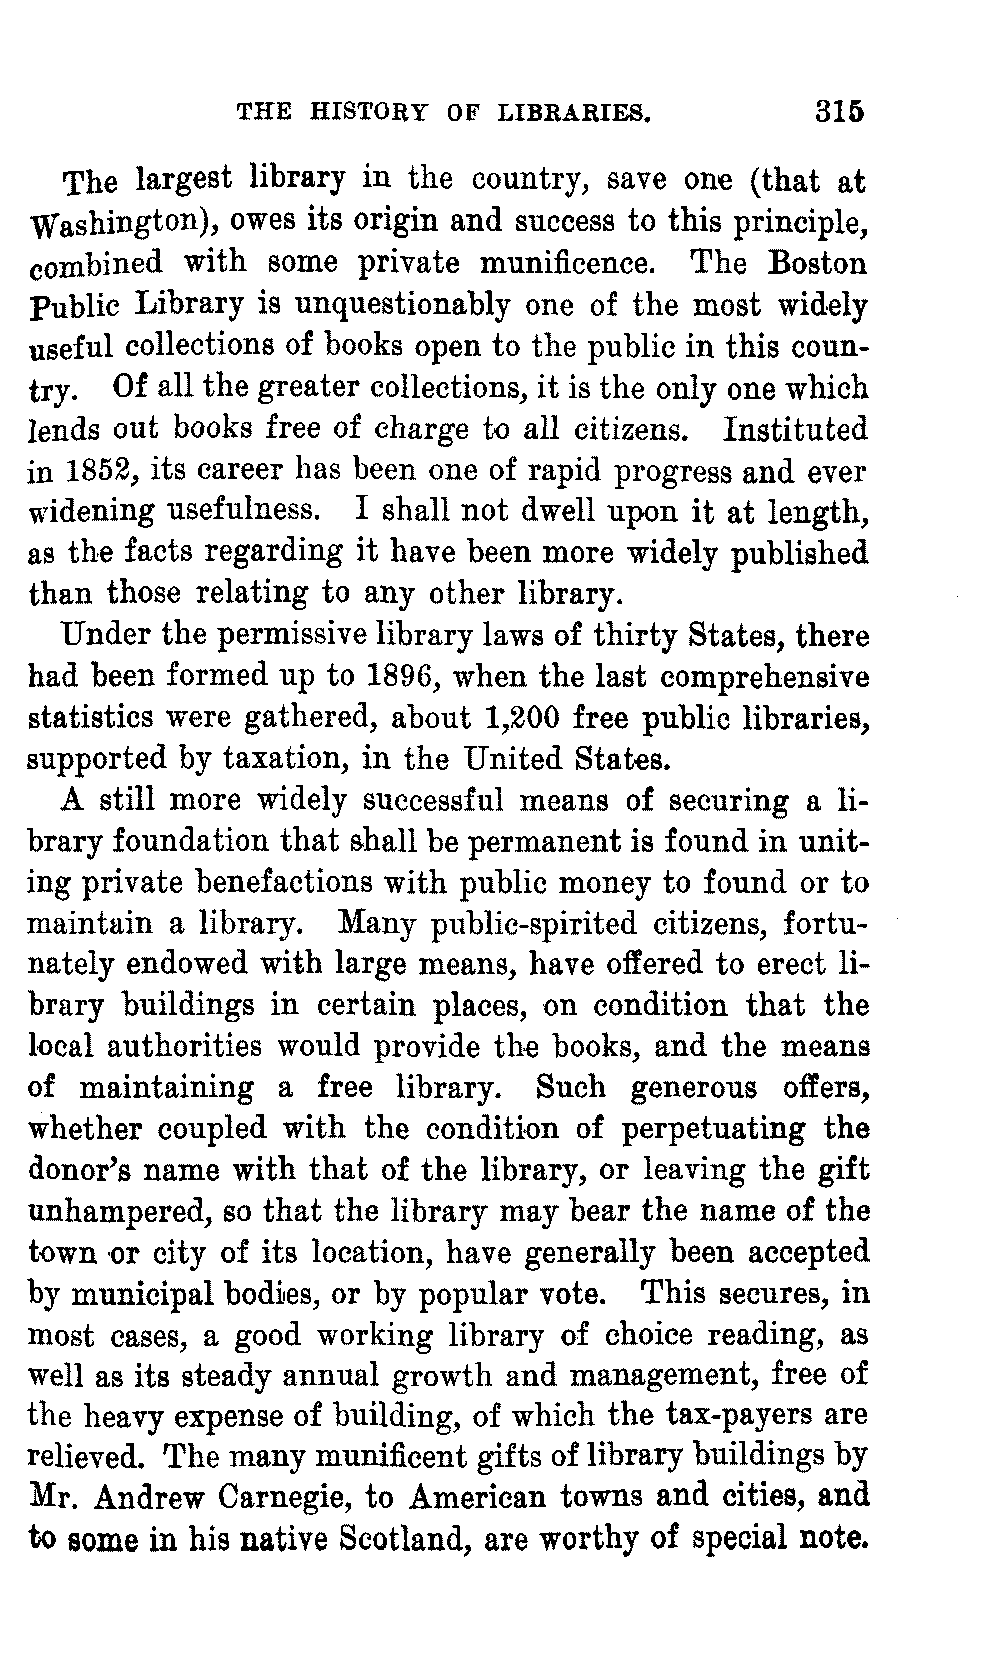 THE HISTORY OF LIBRARIES. 315
The largest library in the country, save one (that at
Washington), owes its origin and success to this principle,
combined with some private munificence. The Boston
Public Library is unquestionably one of the most widely
useful collections of books open to the public in this coun-
try. Of all the greater collections, it is the only one which
lends out books free of charge to all citizens. Instituted
in 1852, its career has been one of rapid progress and ever
widening usefulness. I shall not dwell upon it at length,
as the facts regarding it have been more widely published
than those relating to any other library.
Under the permissive library laws of thirty States, there
had been formed up to 1896, when the last comprehensive
statistics were gathered, about 1,200 free public libraries,
supported by taxation, in the United States.
A still more widely successful means of securing a li-
brary foundation that shall be permanent is found in unit-
ing private benefactions with public money to found or to
maintain a library. Many public-spirited citizens, fortu-
nately endowed with large means, have offered to erect li-
brary buildings in certain places, on condition that the
local authorities would provide the books, and the means
of maintaining a free library. Such generous offers,
whether coupled with the condition of perpetuating the
donor's name with that of the library, or leaving the gift
unhampered, so that the library may bear the name of the
town or city of its location, have generally been accepted
by municipal bodies, or by popular vote. This secures, in
most cases, a good working library of choice reading, as
well as its steady annual growth and management, free of
the heavy expense of building, of which the tax-payers are
relieved. The many munificent gifts of library buildings by
Mr. Andrew Carnegie, to American towns and cities, and
to some in his native Scotland, are worthy of special note.